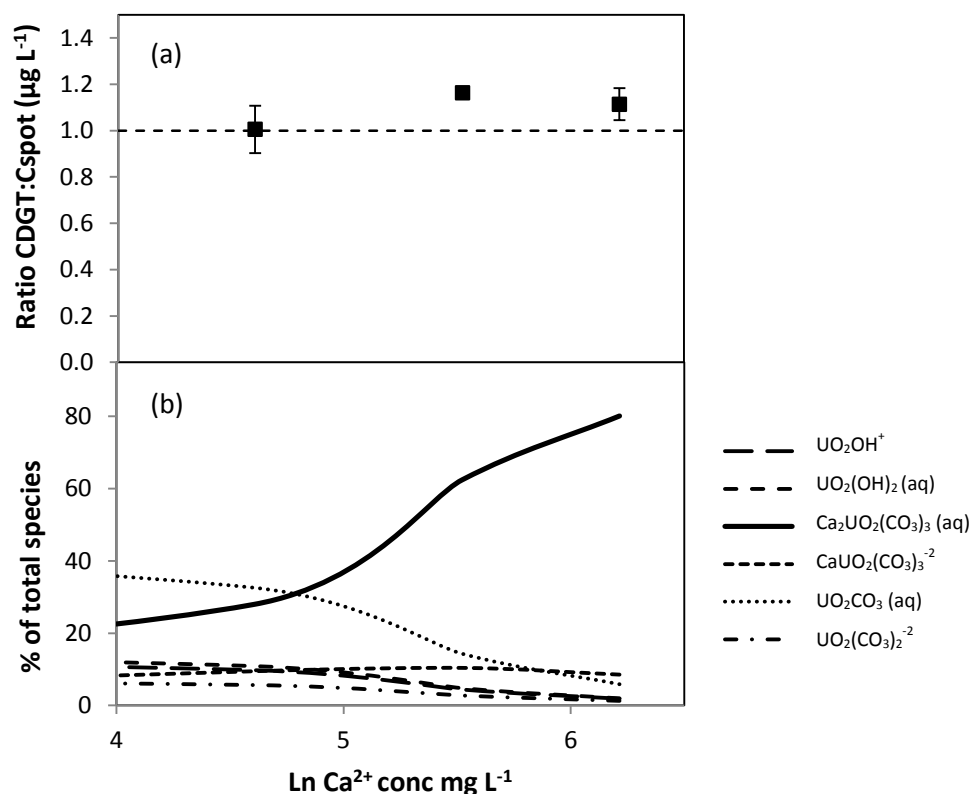 Ratio CDGT:Cspot (µg L⁻¹)
(a)
1.4
1.2
1.0
0.8
0.6
0.4
0.2
0.0
% of total species
(b)
80
60
40
20
0
4 5 6
Ln Ca²⁺ conc mg L⁻¹
UO₂OH⁺
UO₂(OH)₂ (aq)
Ca₂UO₂(CO₃)₃ (aq)
CaUO₂(CO₃)₃⁻²
UO₂CO₃ (aq)
UO₂(CO₃)₂⁻²